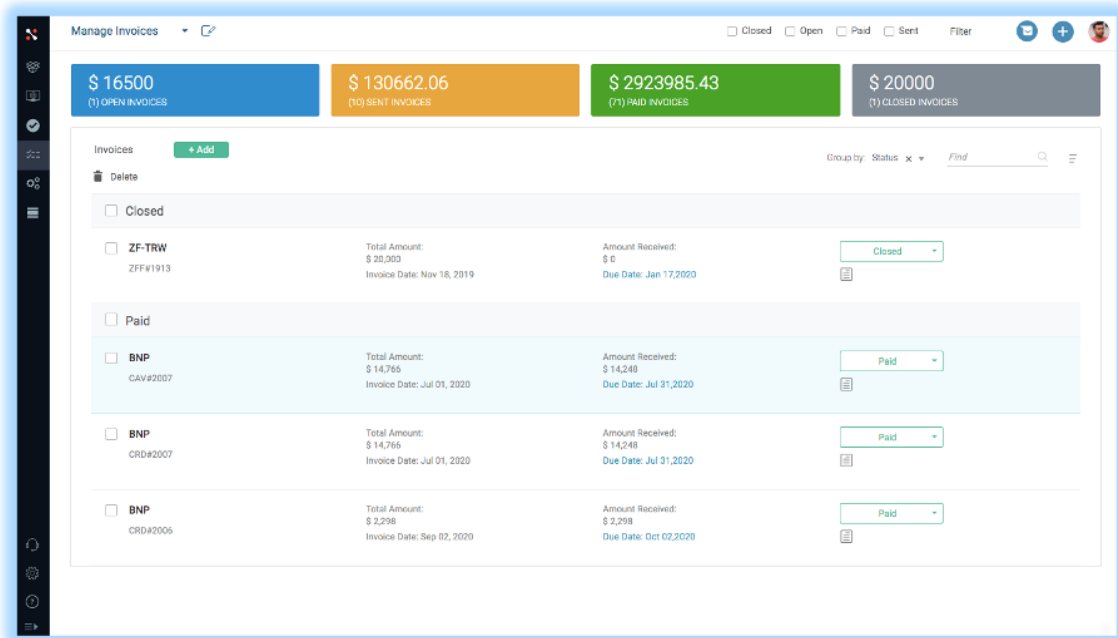 Manage Invoices
Closed Open Paid Sent Filter
$ 16500
(1) OPEN INVOICES
$ 130662.06
(10) SENT INVOICES
$ 2923985.43
(71) PAID INVOICES
$ 20000
(1) CLOSED INVOICES
Invoices + Add
Group by: Status x Find
Delete
Closed
ZF-TRW
ZFF#1913
Total Amount:
$ 20,000
Invoice Date: Nov 18, 2019
Amount Received:
$ 0
Due Date: Jan 17,2020
Closed
Paid
BNP
CAV#2007
Total Amount:
$ 14,766
Invoice Date: Jul 01, 2020
Amount Received:
$ 14,248
Due Date: Jul 31,2020
Paid
BNP
CRD#2007
Total Amount:
$ 14,766
Invoice Date: Jul 01, 2020
Amount Received:
$ 14,248
Due Date: Jul 31,2020
Paid
BNP
CRD#2006
Total Amount:
$ 2,298
Invoice Date: Sep 02, 2020
Amount Received:
$ 2,298
Due Date: Oct 02,2020
Paid